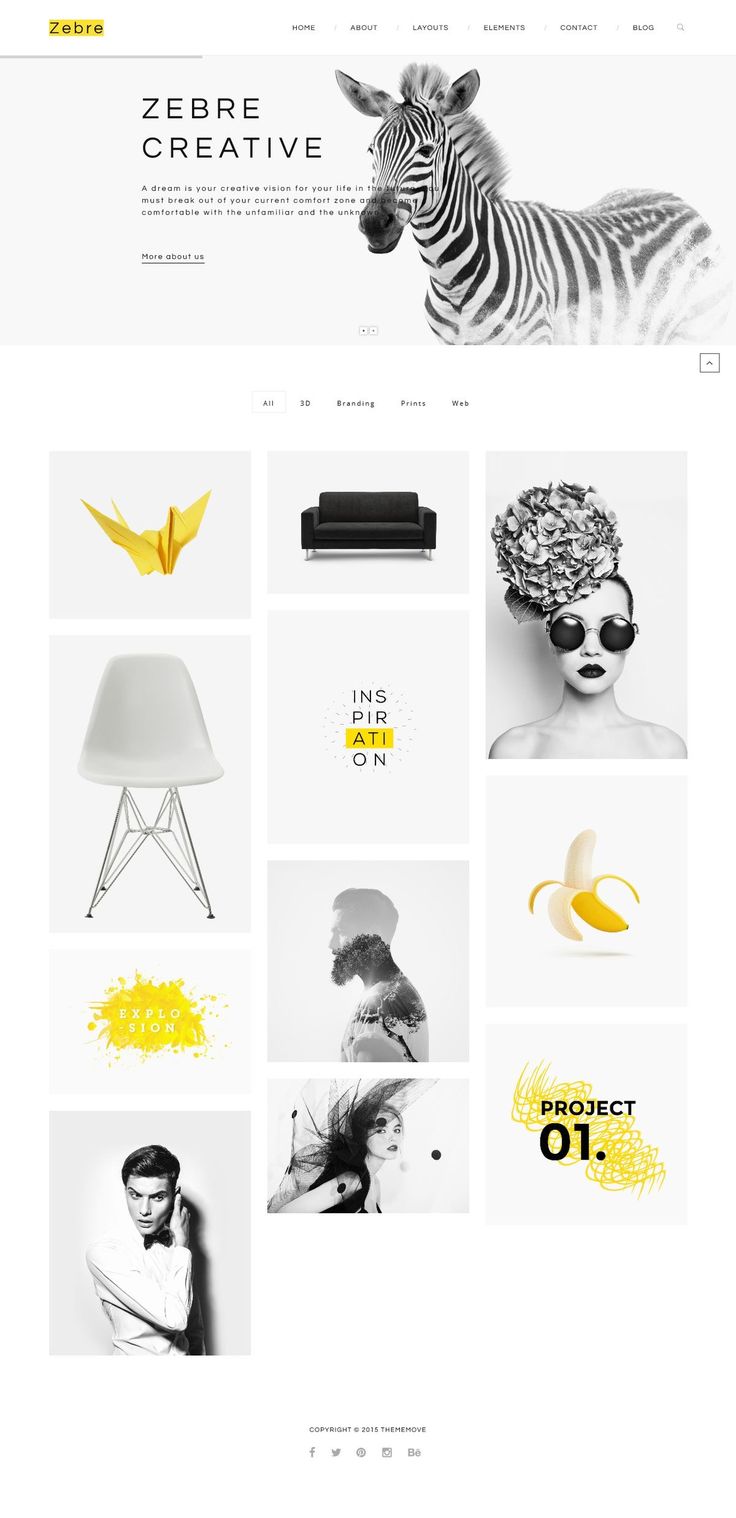 Zebre
HOME / ABOUT / LAYOUTS / ELEMENTS / CONTACT / BLOG
ZEBRE
CREATIVE
A dream is your creative vision for your life in the future. You
must break out of your current comfort zone and become
comfortable with the unfamiliar and the unknown.
More about us
All
3D
Branding
Prints
Web
INS
PIR
ATI
ON
EXPLO
-SION
PROJECT
01.
COPYRIGHT © 2015 THEMEMOVE
Bē